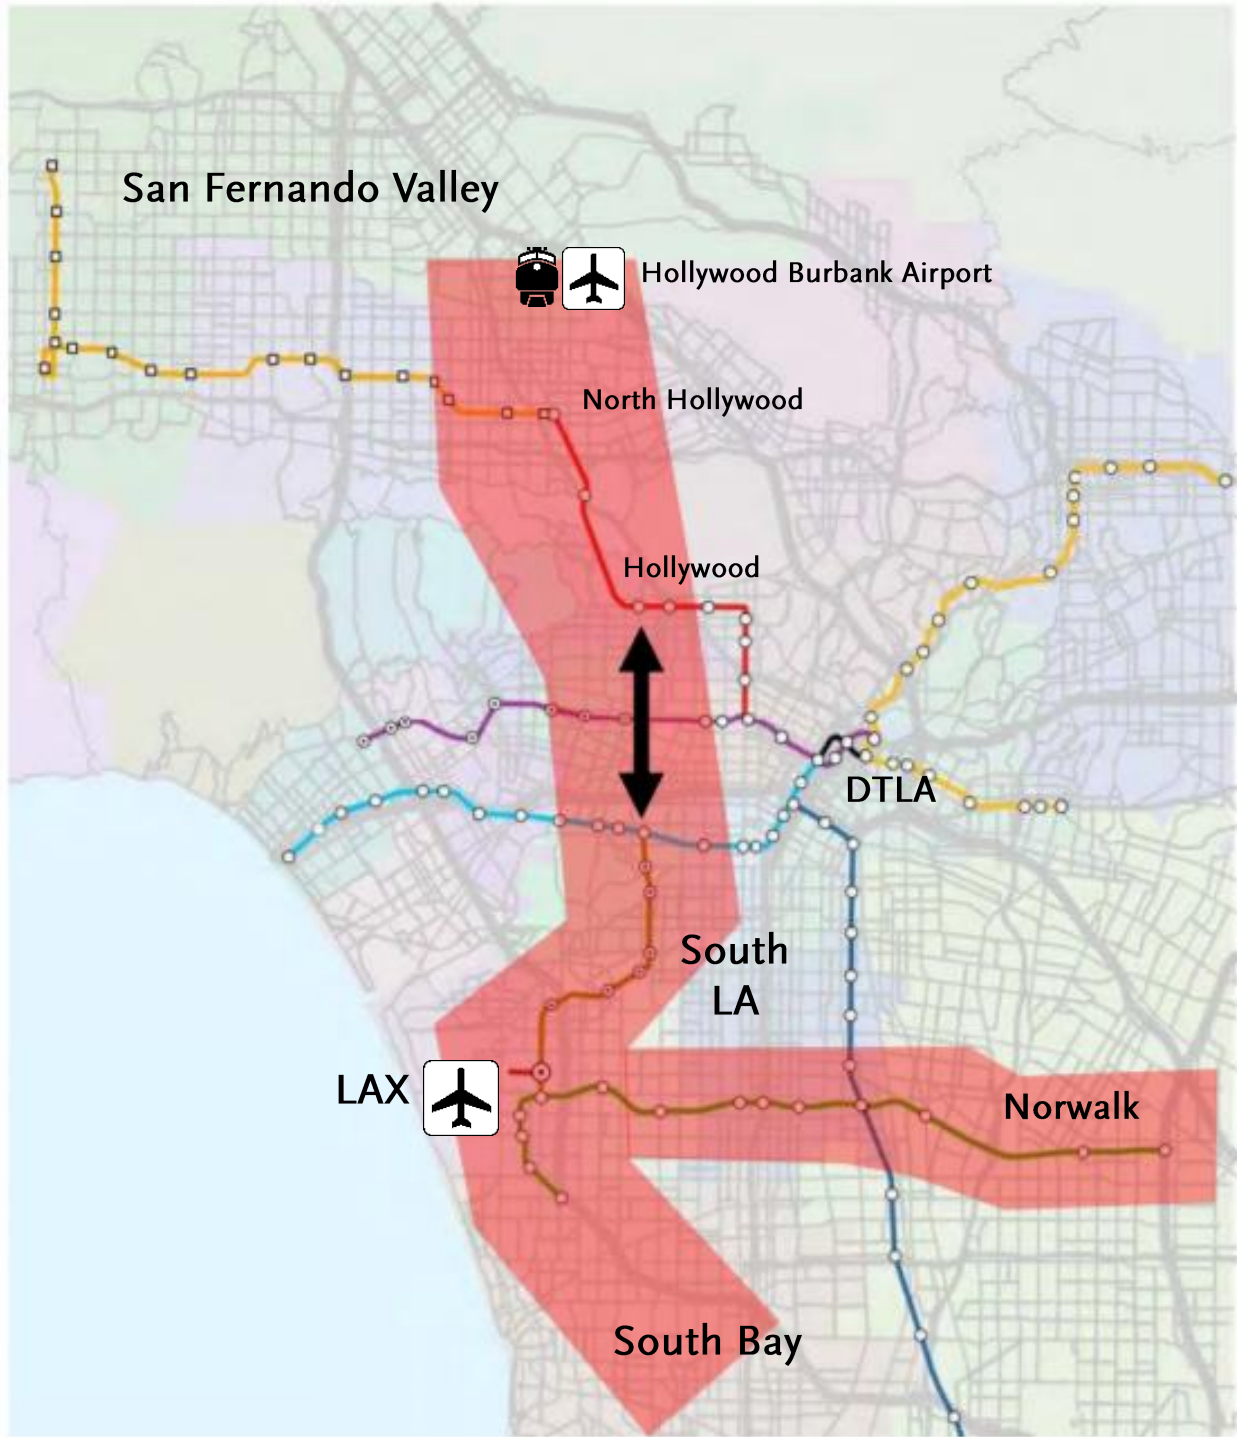 San Fernando Valley
Hollywood Burbank Airport
North Hollywood
Hollywood
DTLA
South
LA
LAX
Norwalk
South Bay